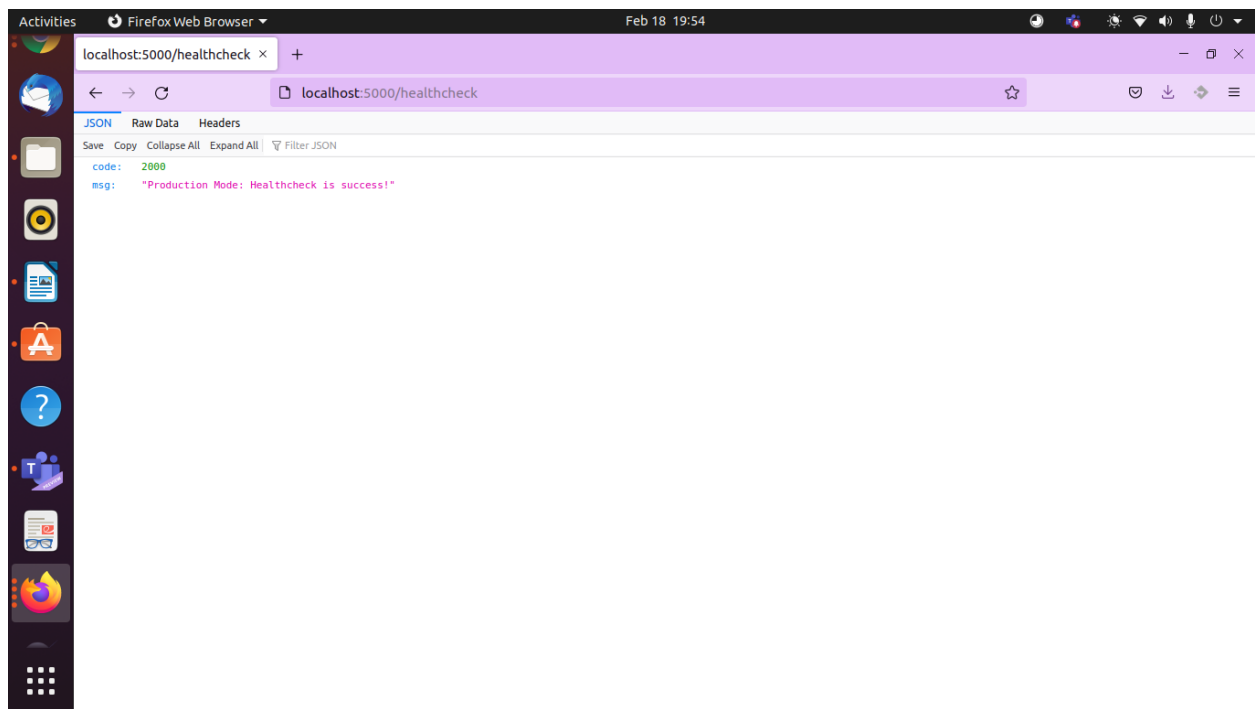 Activities Firefox Web Browser Feb 18 19:54
localhost:5000/healthcheck
localhost:5000/healthcheck
JSON Raw Data Headers
Save Copy Collapse All Expand All Filter JSON
code: 2000
msg: "Production Mode: Healthcheck is success!"